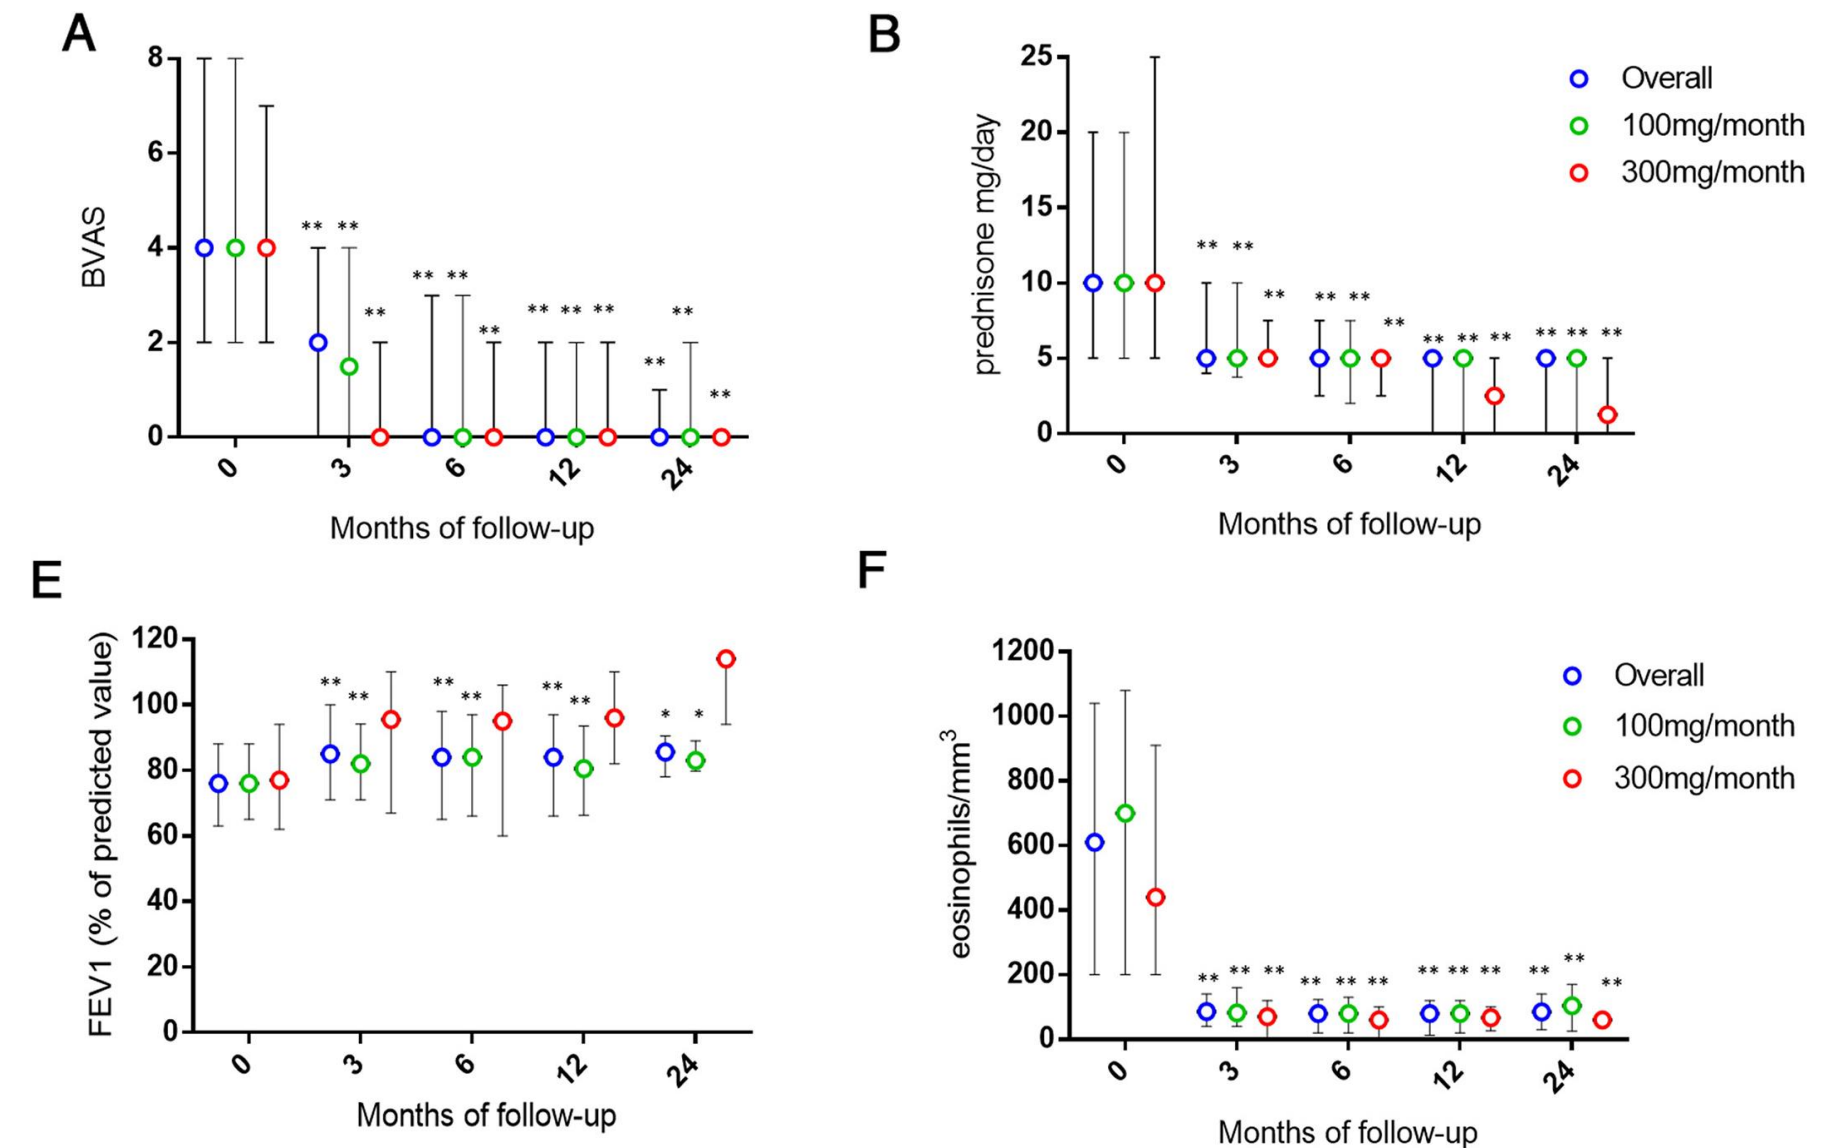 A
8
6
4
2
0
BVAS
** **
**
** **
**
** ** **
**
**
**
0 3 6 12 24
Months of follow-up
B
25
20
15
10
5
0
prednisone mg/day
** **
**
** **
**
** ** **
** ** **
0 3 6 12 24
Months of follow-up
Overall
100mg/month
300mg/month
E
120
100
80
60
40
20
0
FEV1 (% of predicted value)
** **
** **
** **
* *
0 3 6 12 24
Months of follow-up
F
1200
1000
800
600
400
200
0
eosinophils/mm³
** ** **
** ** **
** ** **
** ** **
0 3 6 12 24
Months of follow-up
Overall
100mg/month
300mg/month